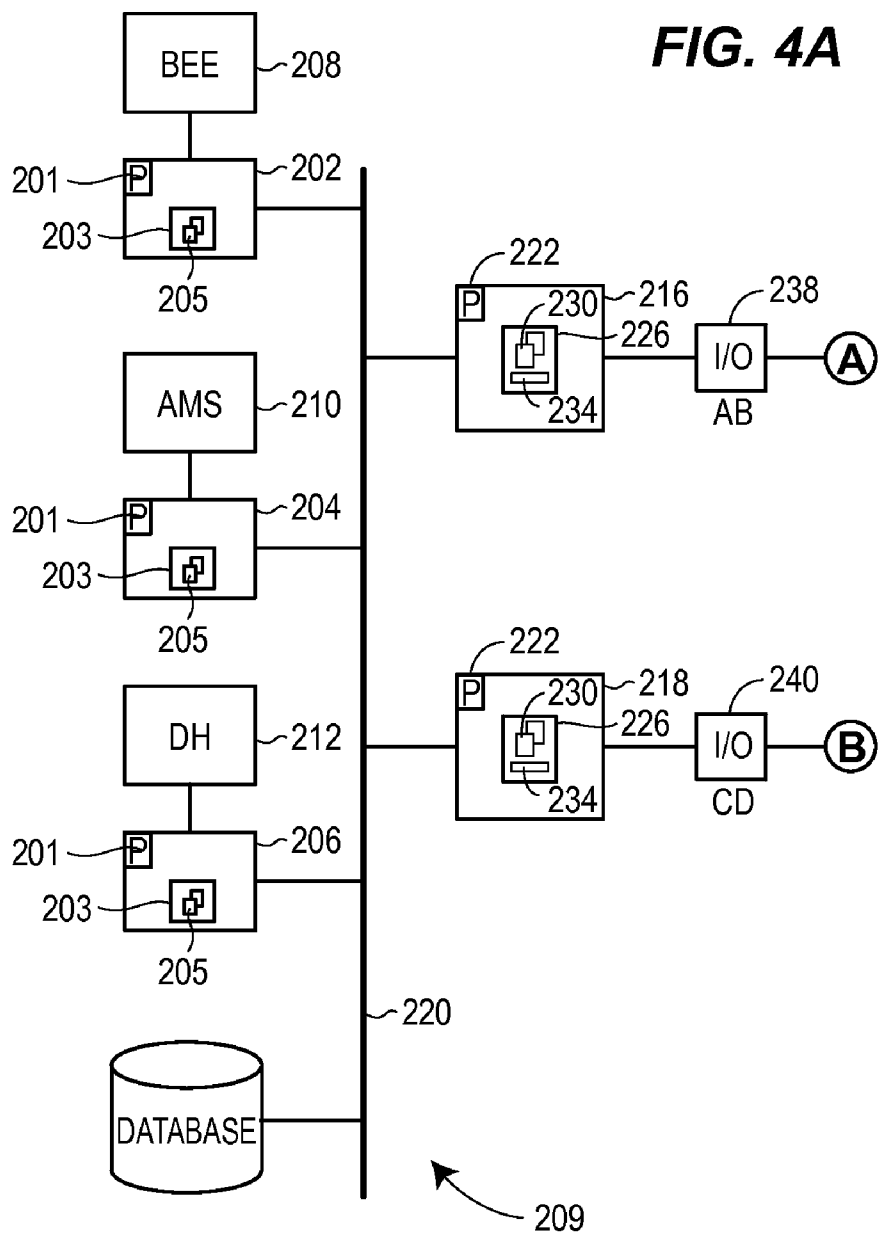 FIG. 4A
BEE 208
201 P 202
203
205
222
P 230 216 238
226 I/O A
234 AB
AMS 210
201 P 204
203
205
222
P 230 218 240
226 I/O B
234 CD
DH 212
201 P 206
203
205
220
DATABASE
209